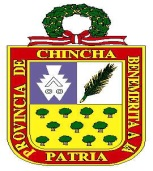 PROVINCIA DE
CHINCHA
BENEMERITA A LA
PATRIA